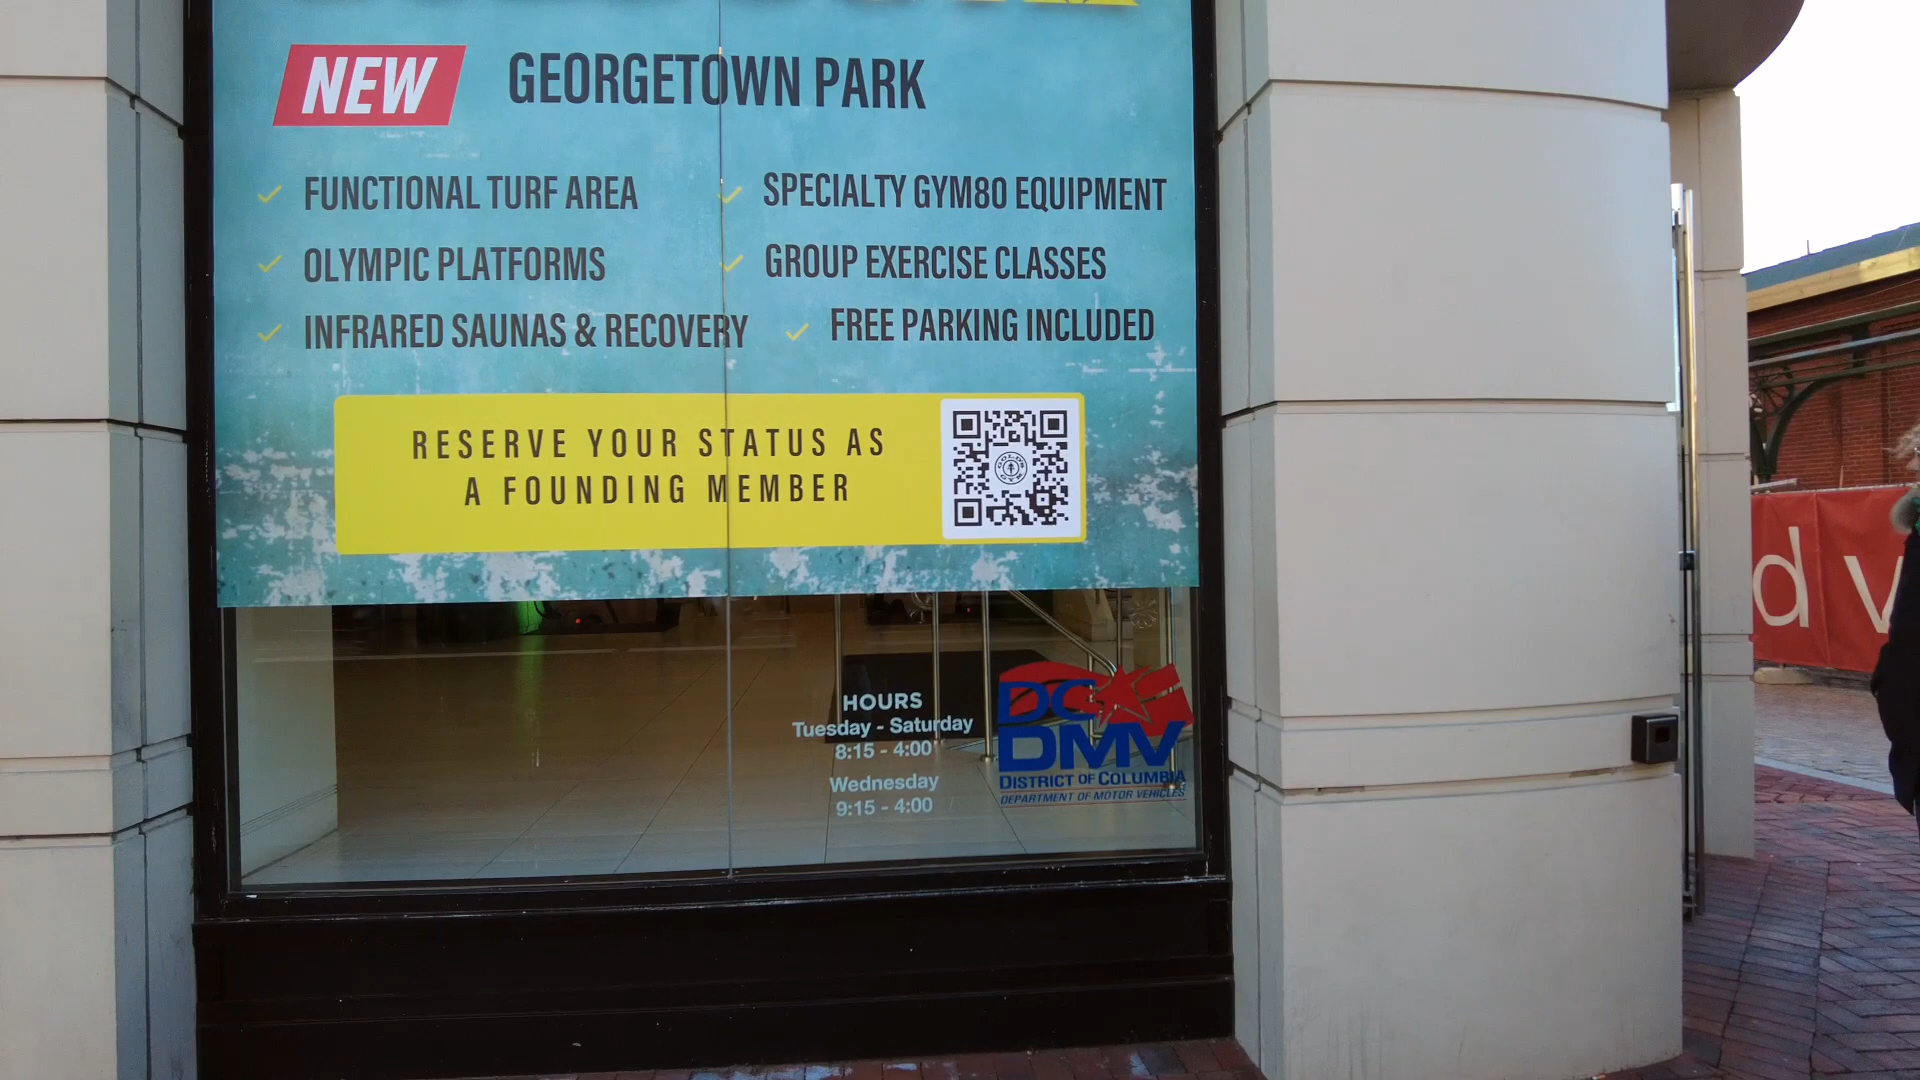 NEW GEORGETOWN PARK
FUNCTIONAL TURF AREA
SPECIALTY GYM80 EQUIPMENT
OLYMPIC PLATFORMS
GROUP EXERCISE CLASSES
INFRARED SAUNAS & RECOVERY
FREE PARKING INCLUDED
RESERVE YOUR STATUS AS
A FOUNDING MEMBER
GOLD'S
GYM
HOURS
Tuesday - Saturday
8:15 - 4:00
Wednesday
9:15 - 4:00
DC
DMV
DISTRICT OF COLUMBIA
DEPARTMENT OF MOTOR VEHICLES
d